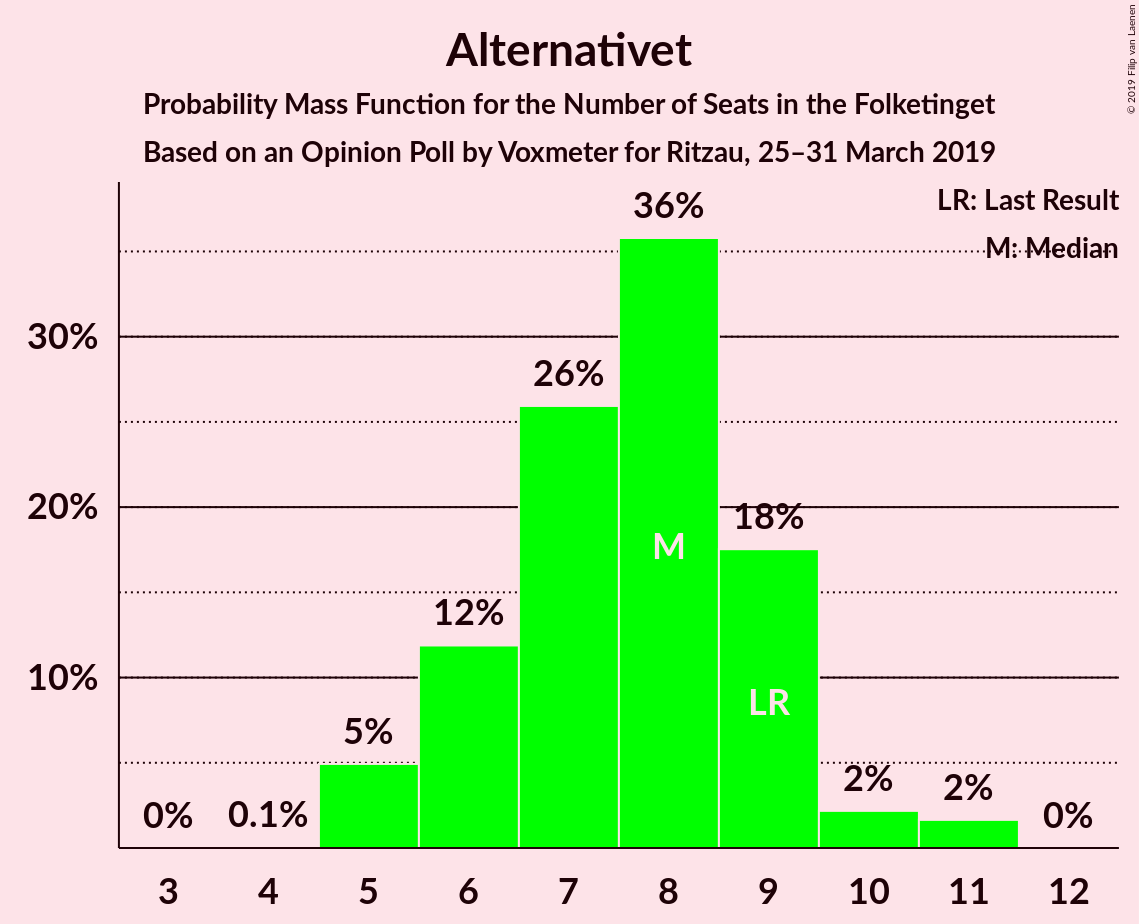 Alternativet
Probability Mass Function for the Number of Seats in the Folketinget
Based on an Opinion Poll by Voxmeter for Ritzau, 25–31 March 2019
© 2019 Filip van Laenen
LR: Last Result
M: Median
36%
30%
26%
20%
18%
M
12%
10%
LR
5%
2%
2%
0%
0.1%
0%
3 4 5 6 7 8 9 10 11 12